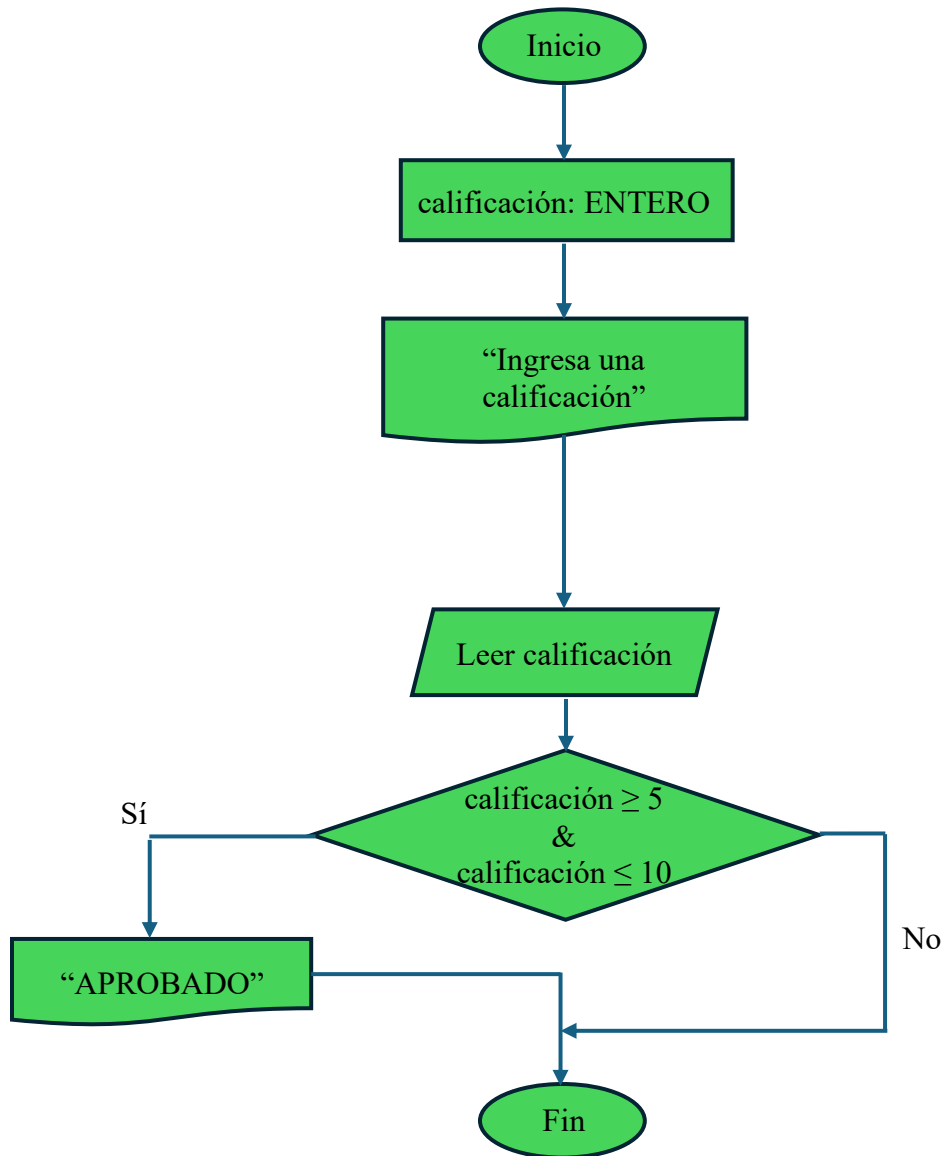 Inicio
calificación: ENTERO
“Ingresa una
calificación”
Leer calificación
calificación ≥ 5
&
calificación ≤ 10
Sí
No
“APROBADO”
Fin